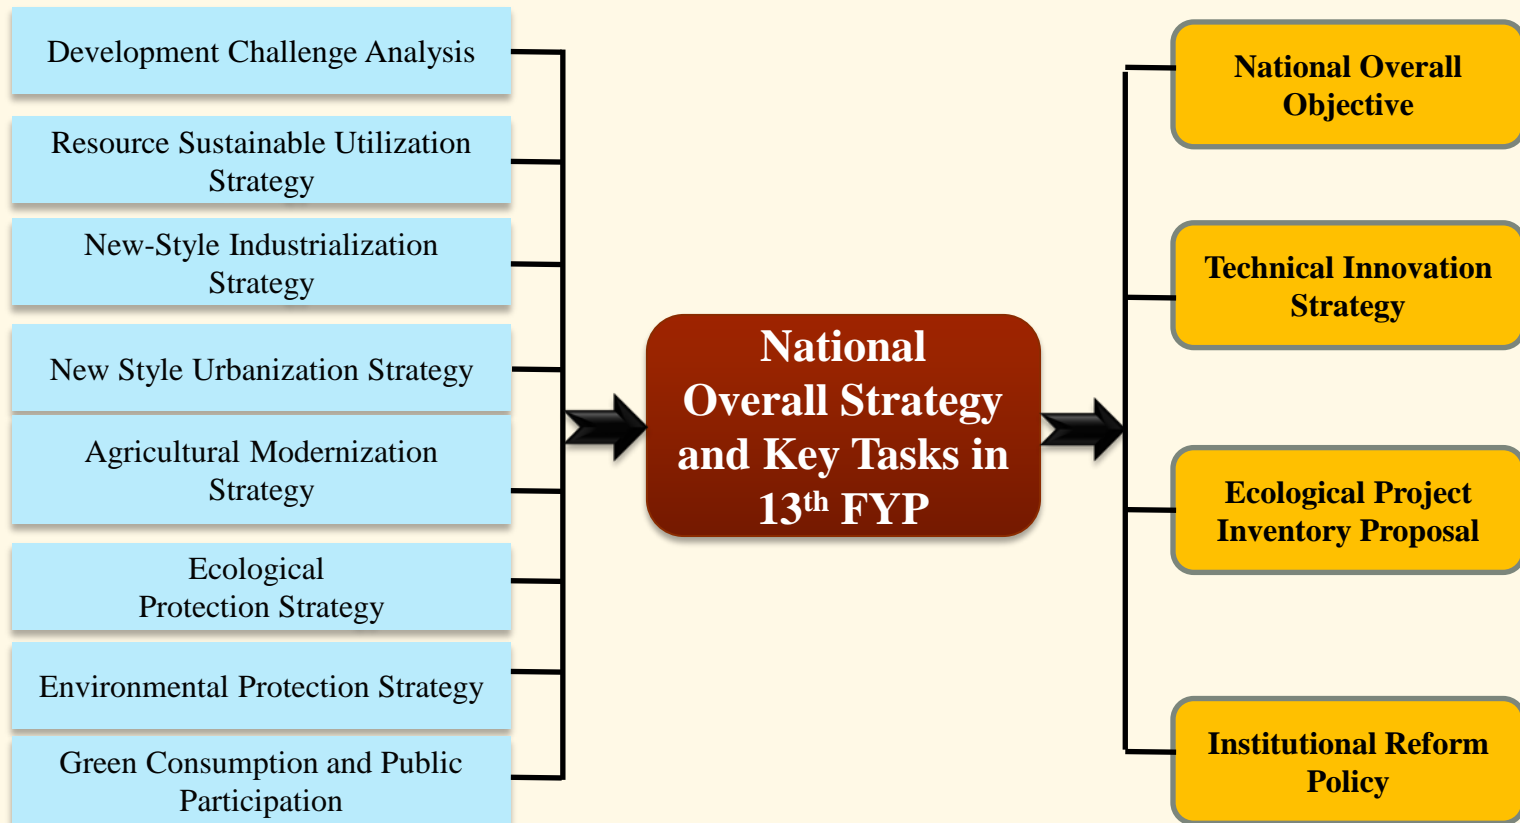 Development Challenge Analysis
Resource Sustainable Utilization
Strategy
New-Style Industrialization
Strategy
New Style Urbanization Strategy
Agricultural Modernization
Strategy
Ecological
Protection Strategy
Environmental Protection Strategy
Green Consumption and Public
Participation
National
Overall Strategy
and Key Tasks in
13th FYP
National Overall
Objective
Technical Innovation
Strategy
Ecological Project
Inventory Proposal
Institutional Reform
Policy